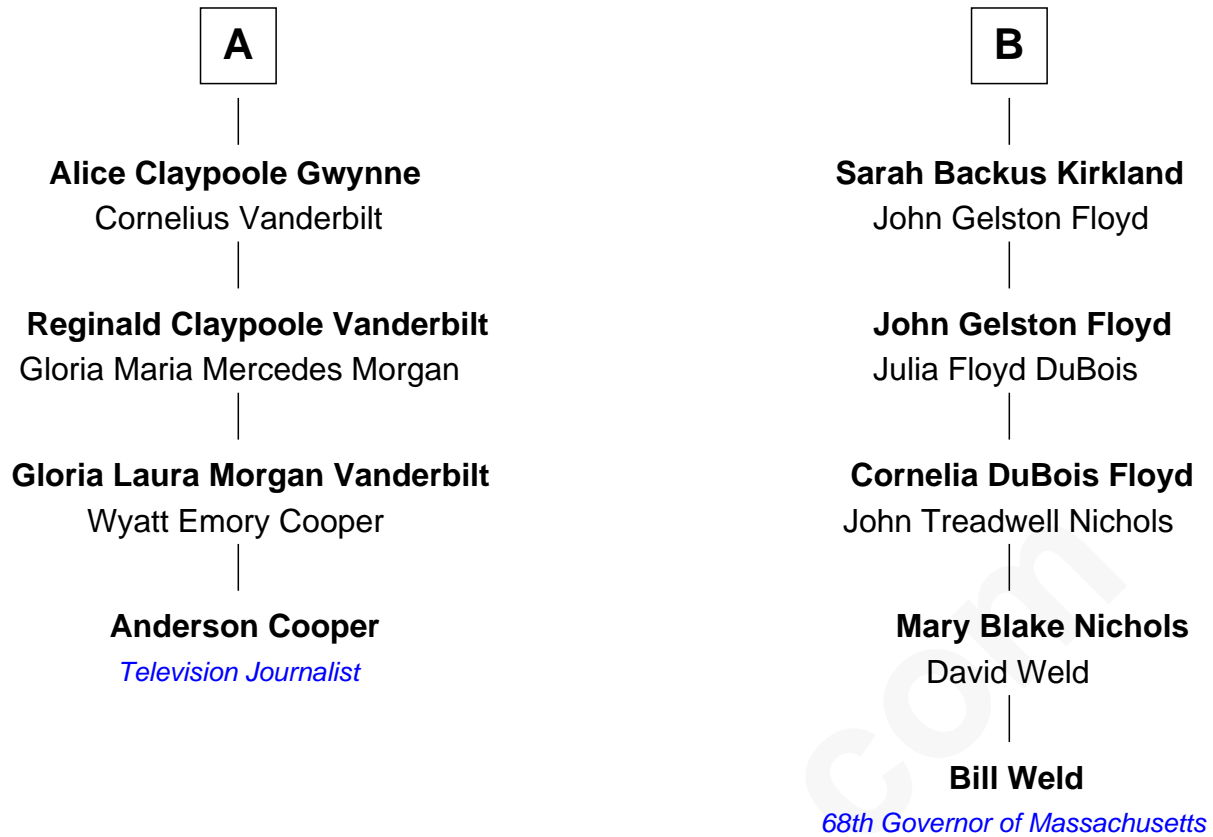 A
Alice Claypoole Gwynne
Cornelius Vanderbilt
Reginald Claypoole Vanderbilt
Gloria Maria Mercedes Morgan
Gloria Laura Morgan Vanderbilt
Wyatt Emory Cooper
Anderson Cooper
Television Journalist
B
Sarah Backus Kirkland
John Gelston Floyd
John Gelston Floyd
Julia Floyd DuBois
Cornelia DuBois Floyd
John Treadwell Nichols
Mary Blake Nichols
David Weld
Bill Weld
68th Governor of Massachusetts
com